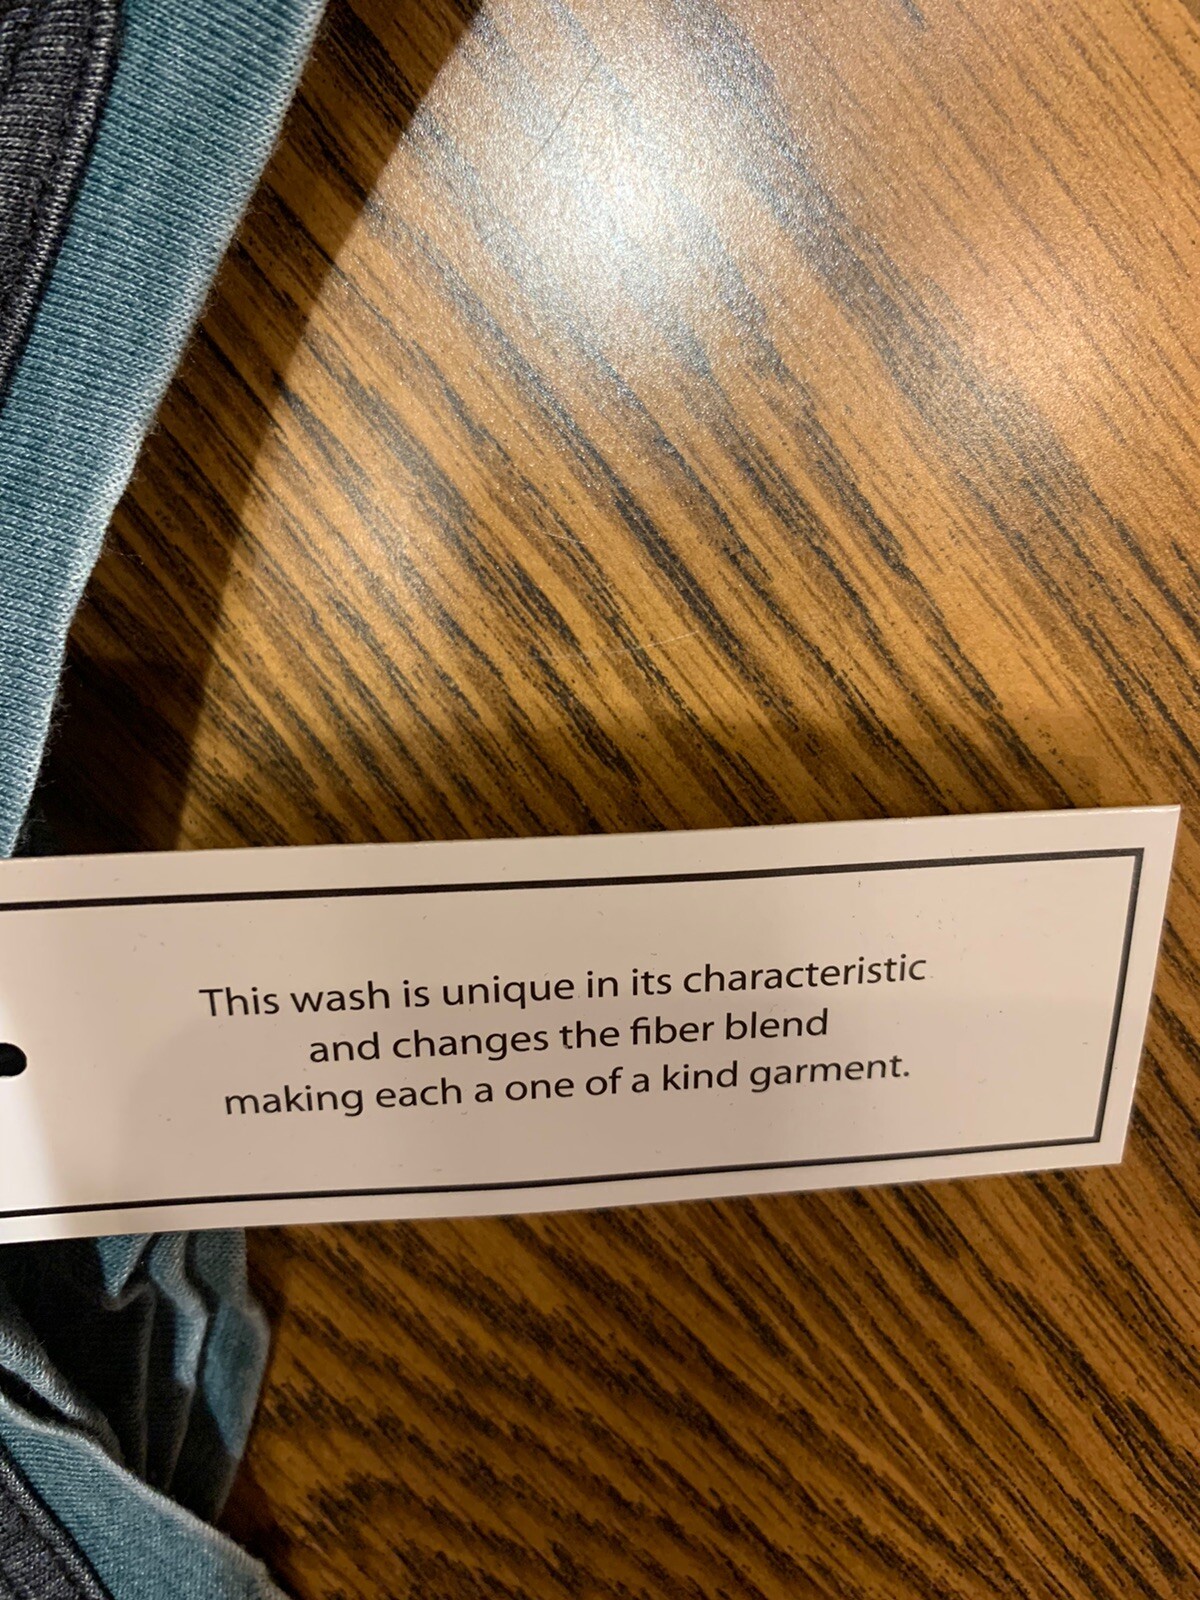 This wash is unique in its characteristic
and changes the fiber blend
making each a one of a kind garment.